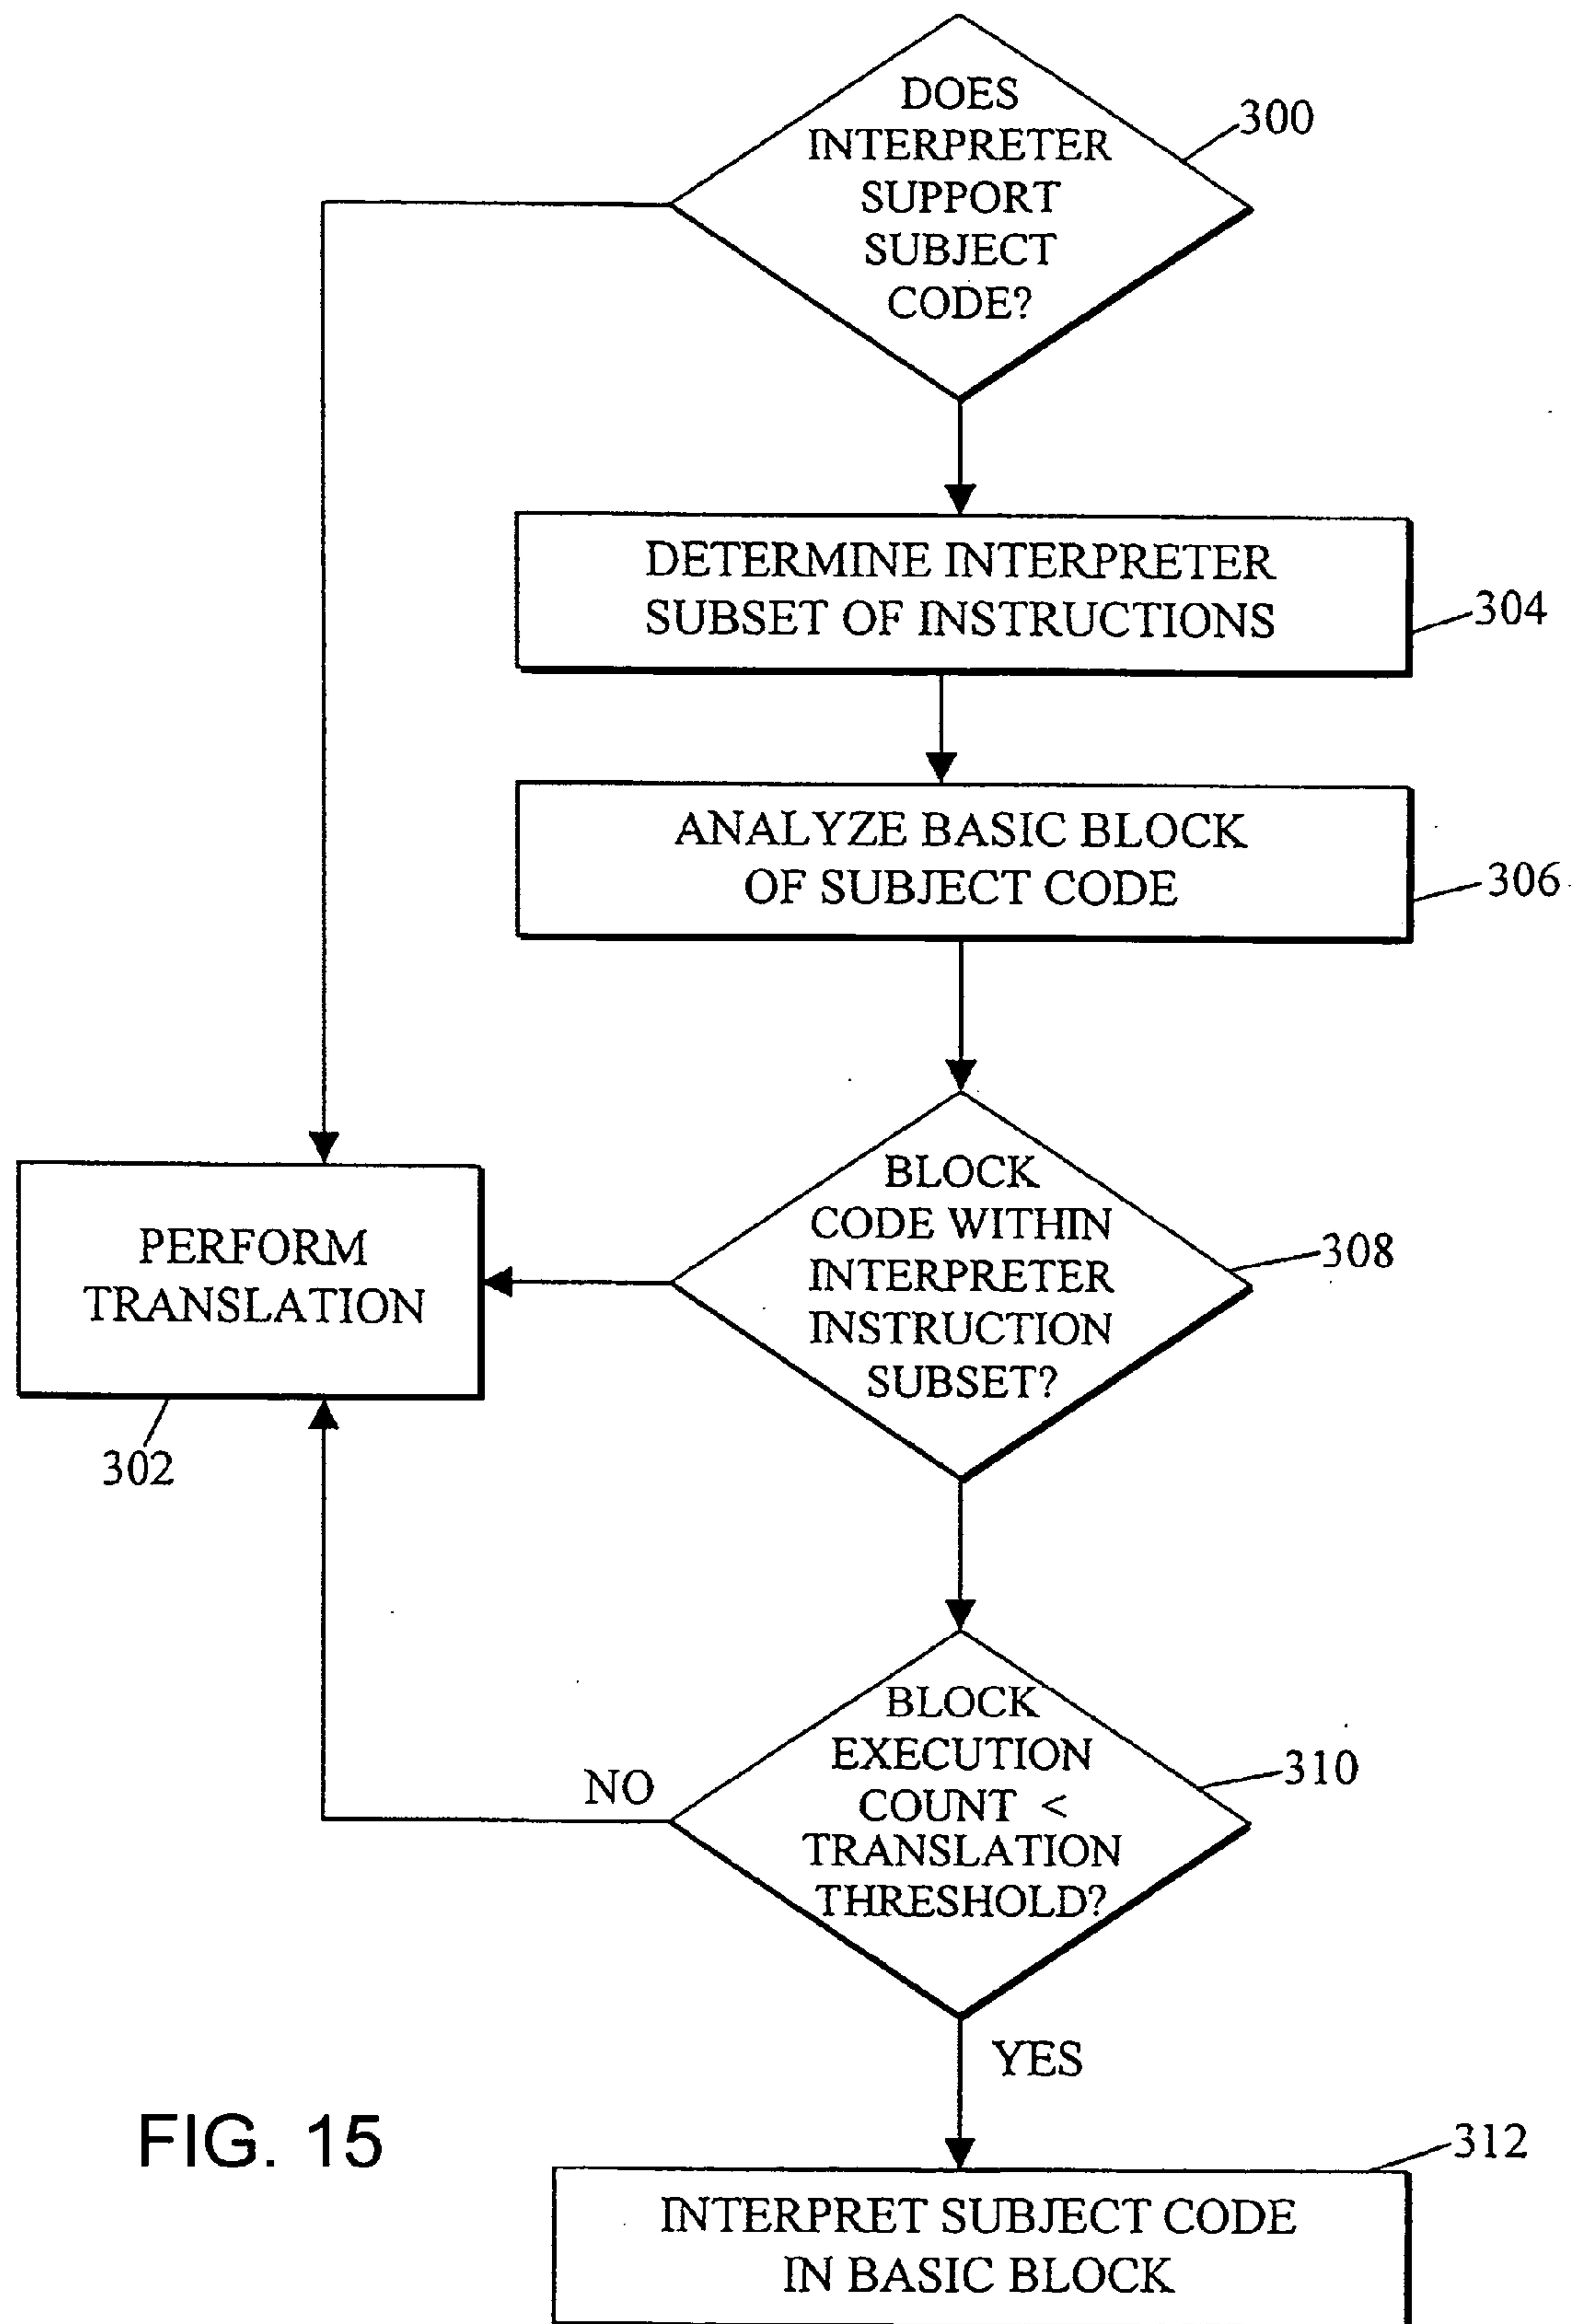 DOES
INTERPRETER
SUPPORT
SUBJECT
CODE?
300
DETERMINE INTERPRETER
SUBSET OF INSTRUCTIONS
304
ANALYZE BASIC BLOCK
OF SUBJECT CODE
306
PERFORM
TRANSLATION
302
BLOCK
CODE WITHIN
INTERPRETER
INSTRUCTION
SUBSET?
308
BLOCK
EXECUTION
COUNT <
TRANSLATION
THRESHOLD?
310
NO
YES
FIG. 15
312
INTERPRET SUBJECT CODE
IN BASIC BLOCK